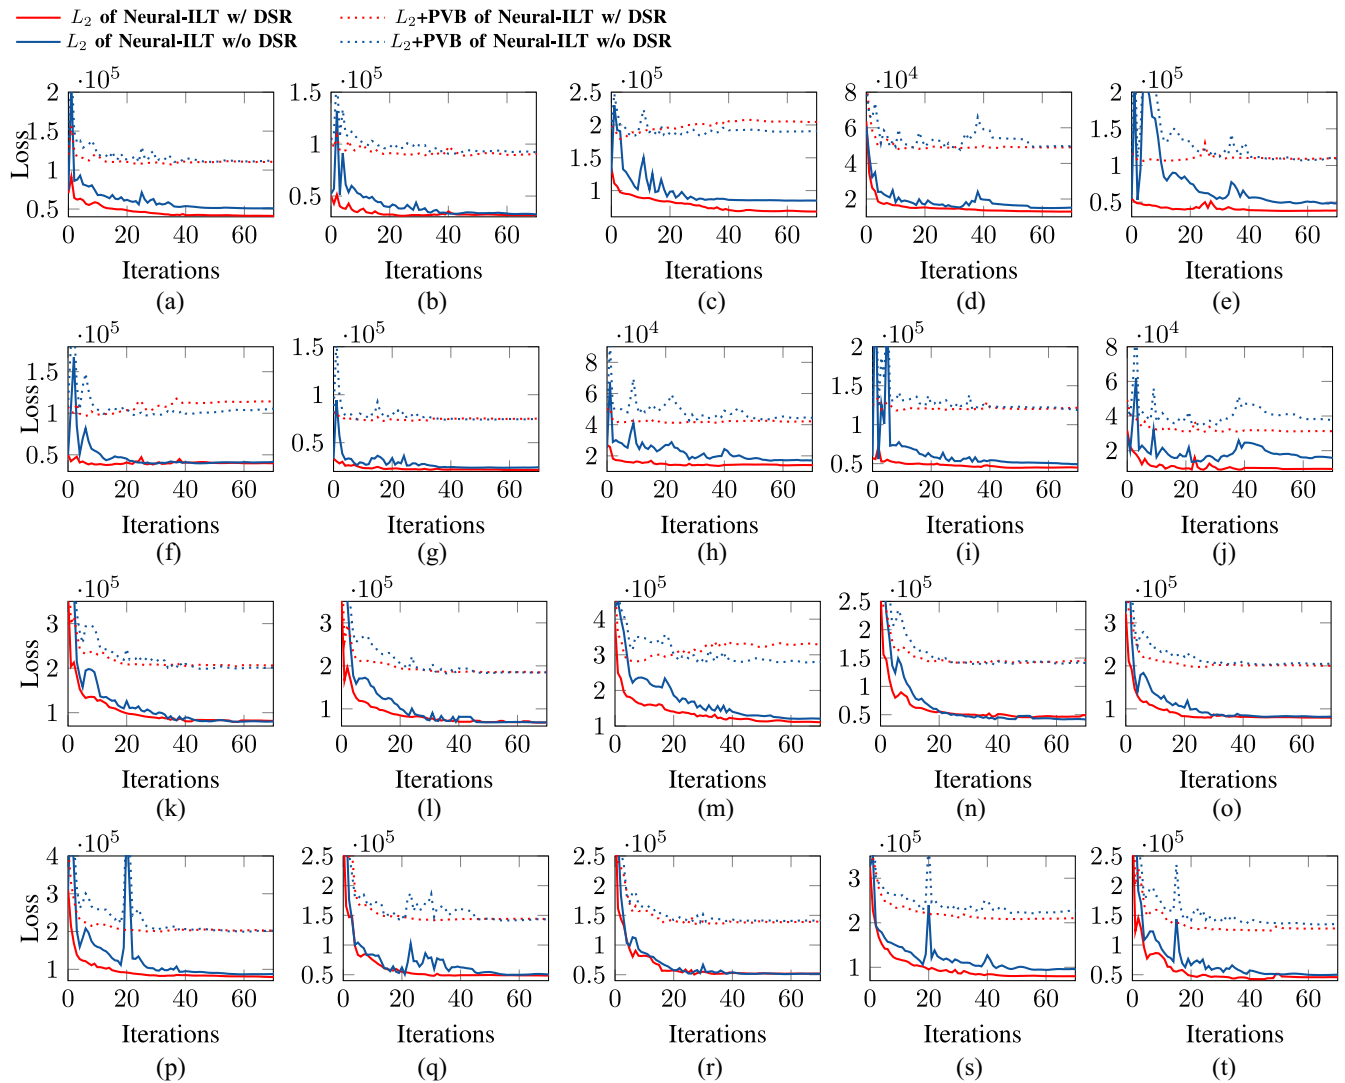 L2 of Neural-ILT w/ DSR L2+PVB of Neural-ILT w/ DSR
L2 of Neural-ILT w/o DSR L2+PVB of Neural-ILT w/o DSR
·10^5 ·10^5 ·10^5 ·10^4 ·10^5
2 1.5 1 0.5
1.5 1 0.5
2.5 2 1.5 1
8 6 4 2
2 1.5 1 0.5
Loss
0 20 40 60 0 20 40 60 0 20 40 60 0 20 40 60 0 20 40 60
Iterations Iterations Iterations Iterations Iterations
(a) (b) (c) (d) (e)
·10^5 ·10^5 ·10^4 ·10^5 ·10^4
1.5 1 0.5
1.5 1 0.5
8 6 4 2
2 1.5 1 0.5
8 6 4 2
Loss
0 20 40 60 0 20 40 60 0 20 40 60 0 20 40 60 0 20 40 60
Iterations Iterations Iterations Iterations Iterations
(f) (g) (h) (i) (j)
·10^5 ·10^5 ·10^5 ·10^5 ·10^5
3 2 1
3 2 1
4 3 2 1
2.5 2 1.5 1 0.5
3 2 1
Loss
0 20 40 60 0 20 40 60 0 20 40 60 0 20 40 60 0 20 40 60
Iterations Iterations Iterations Iterations Iterations
(k) (l) (m) (n) (o)
·10^5 ·10^5 ·10^5 ·10^5 ·10^5
4 3 2 1
2.5 2 1.5 1 0.5
2.5 2 1.5 1 0.5
3 2 1
2.5 2 1.5 1 0.5
Loss
0 20 40 60 0 20 40 60 0 20 40 60 0 20 40 60 0 20 40 60
Iterations Iterations Iterations Iterations Iterations
(p) (q) (r) (s) (t)